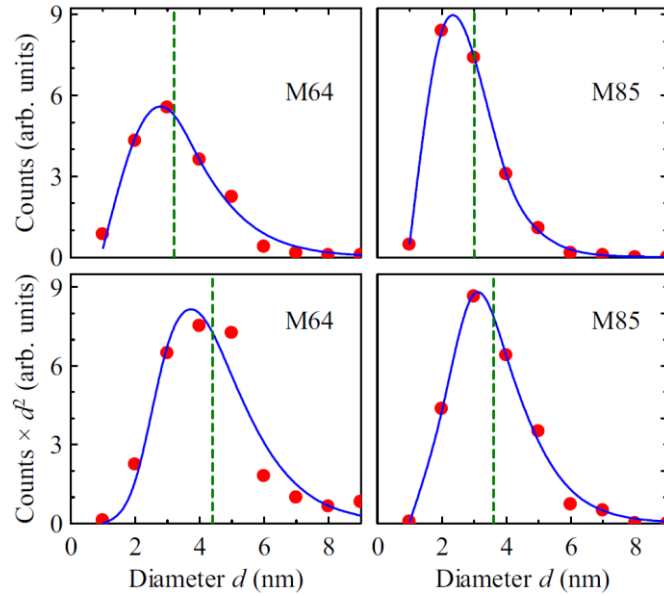 9
6
3
0
Counts (arb. units)
M64
M85
9
6
3
0
Counts × d²  (arb. units)
M64
M85
0 2 4 6 8
0 2 4 6 8
Diameter d (nm)
Diameter d (nm)